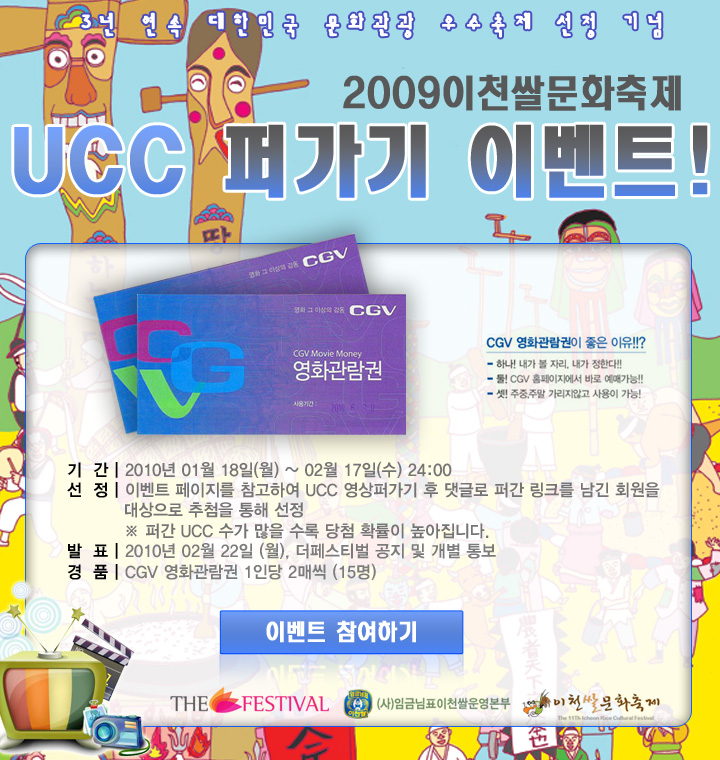 3년 연속 대한민국 문화관광 우수축제 선정 기념
2009이천쌀문화축제
UCC 퍼가기 이벤트!
땅
영화 그 이상의 감동 CGV
영화 그 이상의 감동 CGV
CGV Movie Money
영화관람권
사용기간 :
CGV 영화관람권이 좋은 이유!!?
- 하나! 내가 볼 자리, 내가 정한다!!
- 둘! CGV 홈페이지에서 바로 예매가능!!
- 셋! 주중,주말 가리지않고 사용이 가능!
기 간 | 2010년 01월 18일(월) ~ 02월 17일(수) 24:00
선 정 | 이벤트 페이지를 참고하여 UCC 영상퍼가기 후 댓글로 퍼간 링크를 남긴 회원을
대상으로 추첨을 통해 선정
※ 퍼간 UCC 수가 많을 수록 당첨 확률이 높아집니다.
발 표 | 2010년 02월 22일 (월), 더페스티벌 공지 및 개별 통보
경 품 | CGV 영화관람권 1인당 2매씩 (15명)
이벤트 참여하기
THE FESTIVAL
(사)임금님표이천쌀운영본부
이천쌀문화축제
The 11th Icheon Rice Cultural Festival